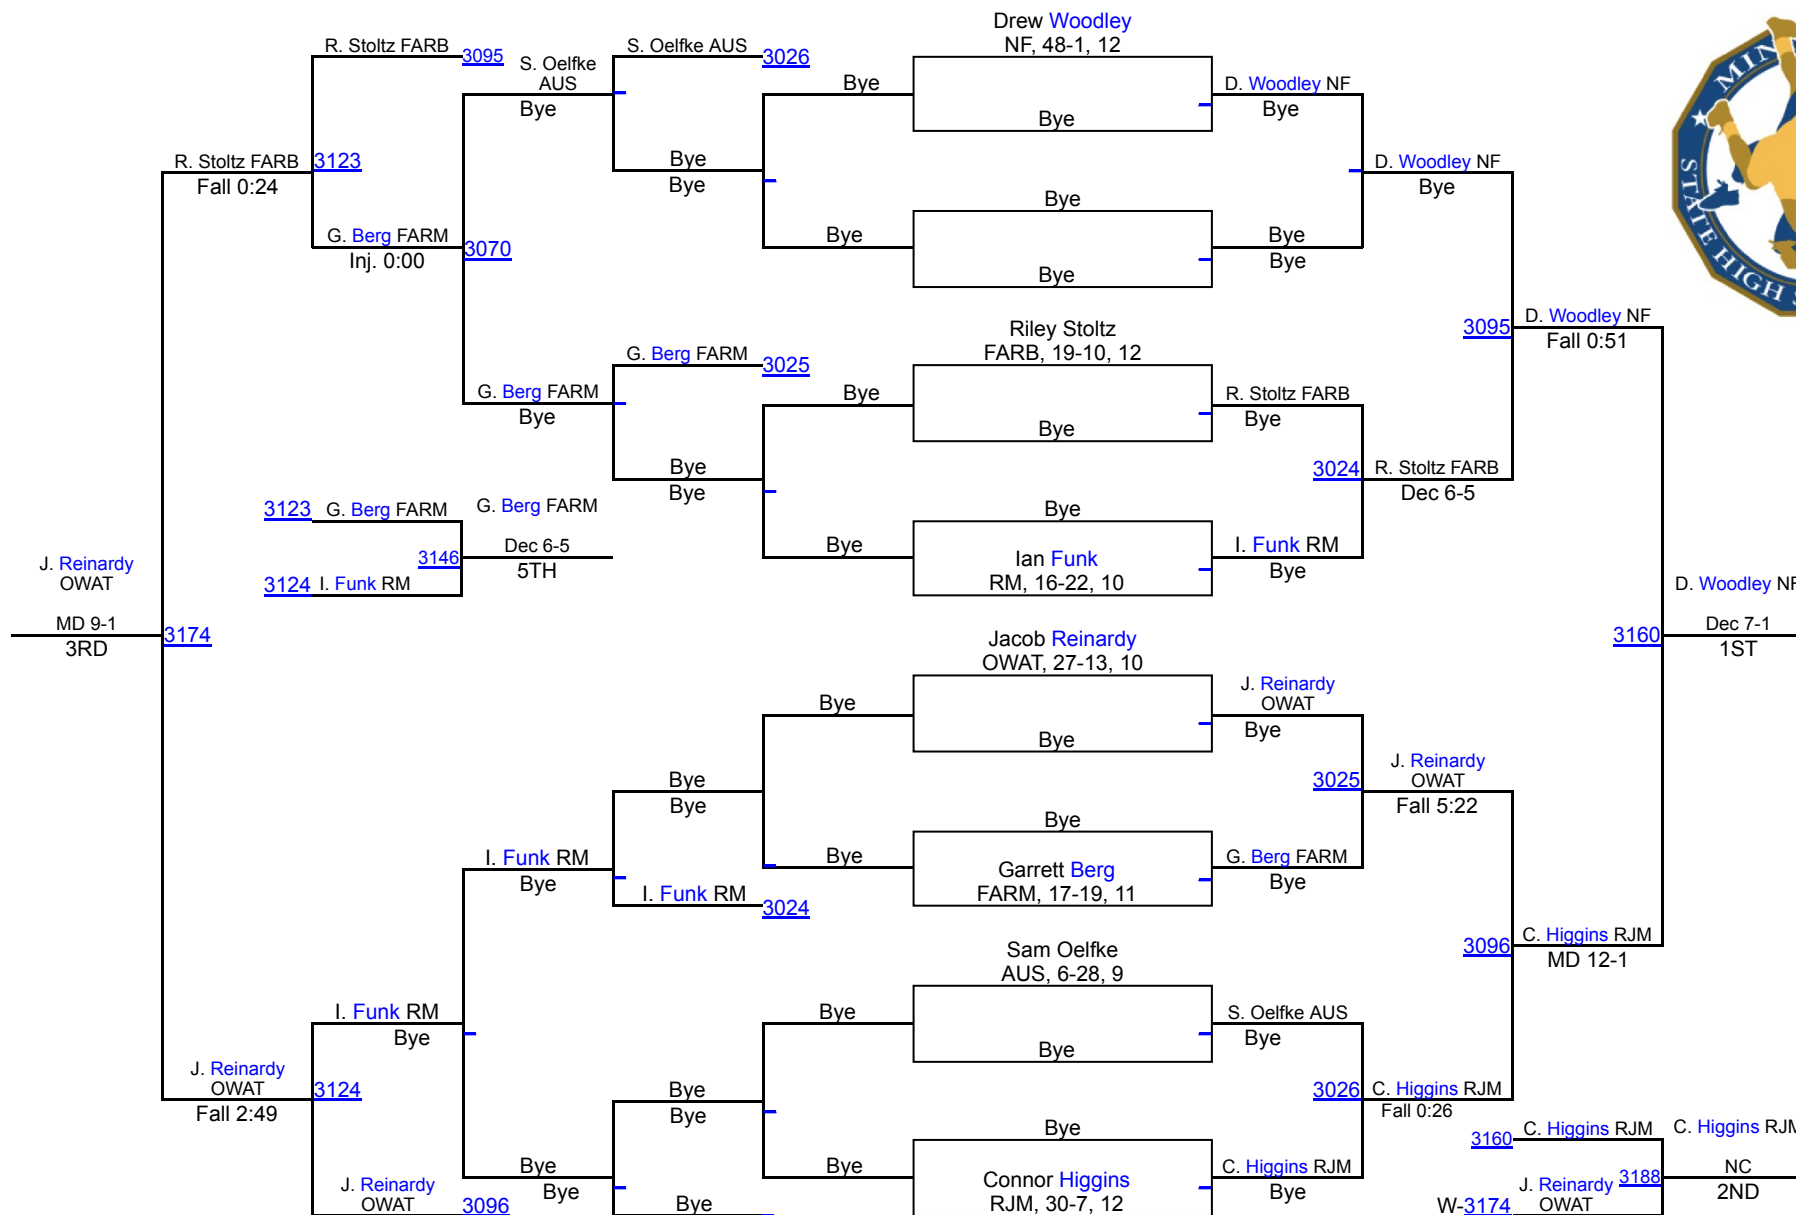 Drew Woodley
NF, 48-1, 12
R. Stoltz FARB
3095
S. Oelfke
AUS
Bye
S. Oelfke AUS
3026
Bye
Bye
D. Woodley NF
Bye
MIN
STATE HIGH S
R. Stoltz FARB
3123
Fall 0:24
Bye
Bye
D. Woodley NF
Bye
Bye
G. Berg FARM
3070
Inj. 0:00
Bye
Bye
Bye
Bye
Riley Stoltz
FARB, 19-10, 12
3095
D. Woodley NF
Fall 0:51
G. Berg FARM
3025
G. Berg FARM
Bye
Bye
Bye
R. Stoltz FARB
Bye
Bye
Bye
3024
R. Stoltz FARB
Dec 6-5
3123
G. Berg FARM
G. Berg FARM
3146
Dec 6-5
5TH
3124
I. Funk RM
Bye
Bye
Ian Funk
RM, 16-22, 10
I. Funk RM
Bye
J. Reinardy
OWAT
MD 9-1
3RD
3174
D. Woodley NF
3160
Dec 7-1
1ST
Jacob Reinardy
OWAT, 27-13, 10
Bye
Bye
J. Reinardy
OWAT
Bye
Bye
Bye
3025
J. Reinardy
OWAT
Fall 5:22
I. Funk RM
Bye
Bye
Bye
Garrett Berg
FARM, 17-19, 11
G. Berg FARM
Bye
I. Funk RM
3024
Sam Oelfke
AUS, 6-28, 9
3096
C. Higgins RJM
MD 12-1
I. Funk RM
Bye
Bye
Bye
S. Oelfke AUS
Bye
J. Reinardy
OWAT
3124
Fall 2:49
Bye
Bye
3026
C. Higgins RJM
Fall 0:26
Bye
Bye
Bye
Bye
Connor Higgins
RJM, 30-7, 12
C. Higgins RJM
Bye
3160
C. Higgins RJM
C. Higgins RJM
J. Reinardy
OWAT
3096
Bye
W-3174
J. Reinardy
OWAT
3188
NC
2ND